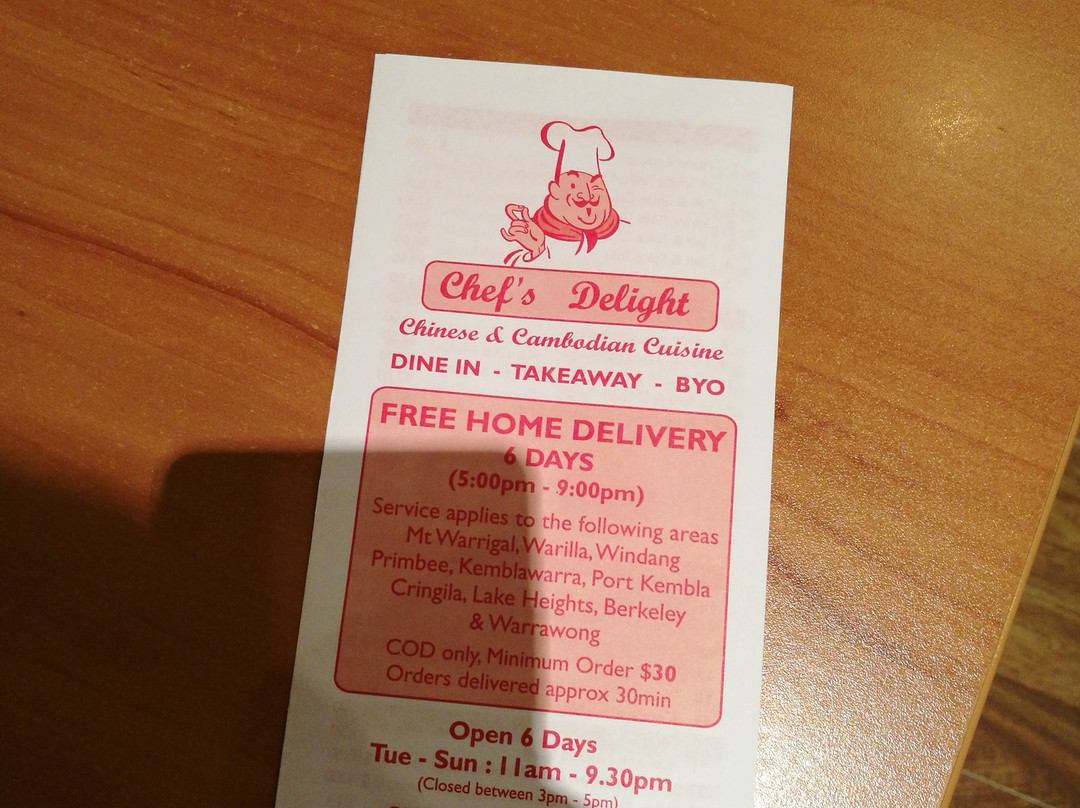 Chef's Delight
Chinese & Cambodian Cuisine
DINE IN - TAKEAWAY - BYO
FREE HOME DELIVERY
6 DAYS
(5:00pm - 9:00pm)
Service applies to the following areas
Mt Warrigal, Warilla, Windang
Primbee, Kemblawarra, Port Kembla
Cringila, Lake Heights, Berkeley
& Warrawong
COD only, Minimum Order $30
Orders delivered approx 30min
Open 6 Days
Tue - Sun : 11am - 9.30pm
(Closed between 3pm - 5pm)